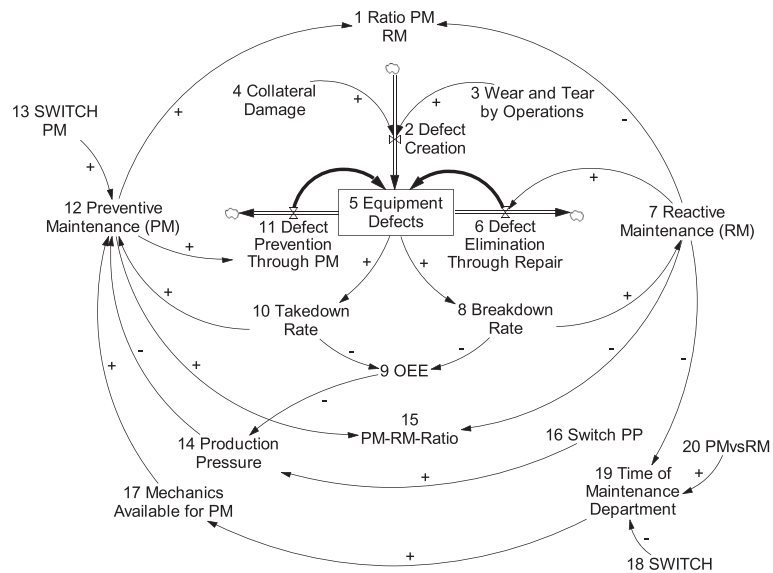 1 Ratio PM
RM
4 Collateral
Damage
+
+
3 Wear and Tear
by Operations
13 SWITCH
PM
+
-
2 Defect
Creation
+
+
12 Preventive
Maintenance (PM)
5 Equipment
Defects
7 Reactive
Maintenance (RM)
11 Defect
Prevention
Through PM
6 Defect
Elimination
Through Repair
+
+
+
+
+
10 Takedown
Rate
8 Breakdown
Rate
-
-
-
+
+
-
-
9 OEE
-
15
PM-RM-Ratio
14 Production
Pressure
16 Switch PP
20 PMvsRM
+
+
17 Mechanics
Available for PM
19 Time of
Maintenance
Department
-
+
18 SWITCH